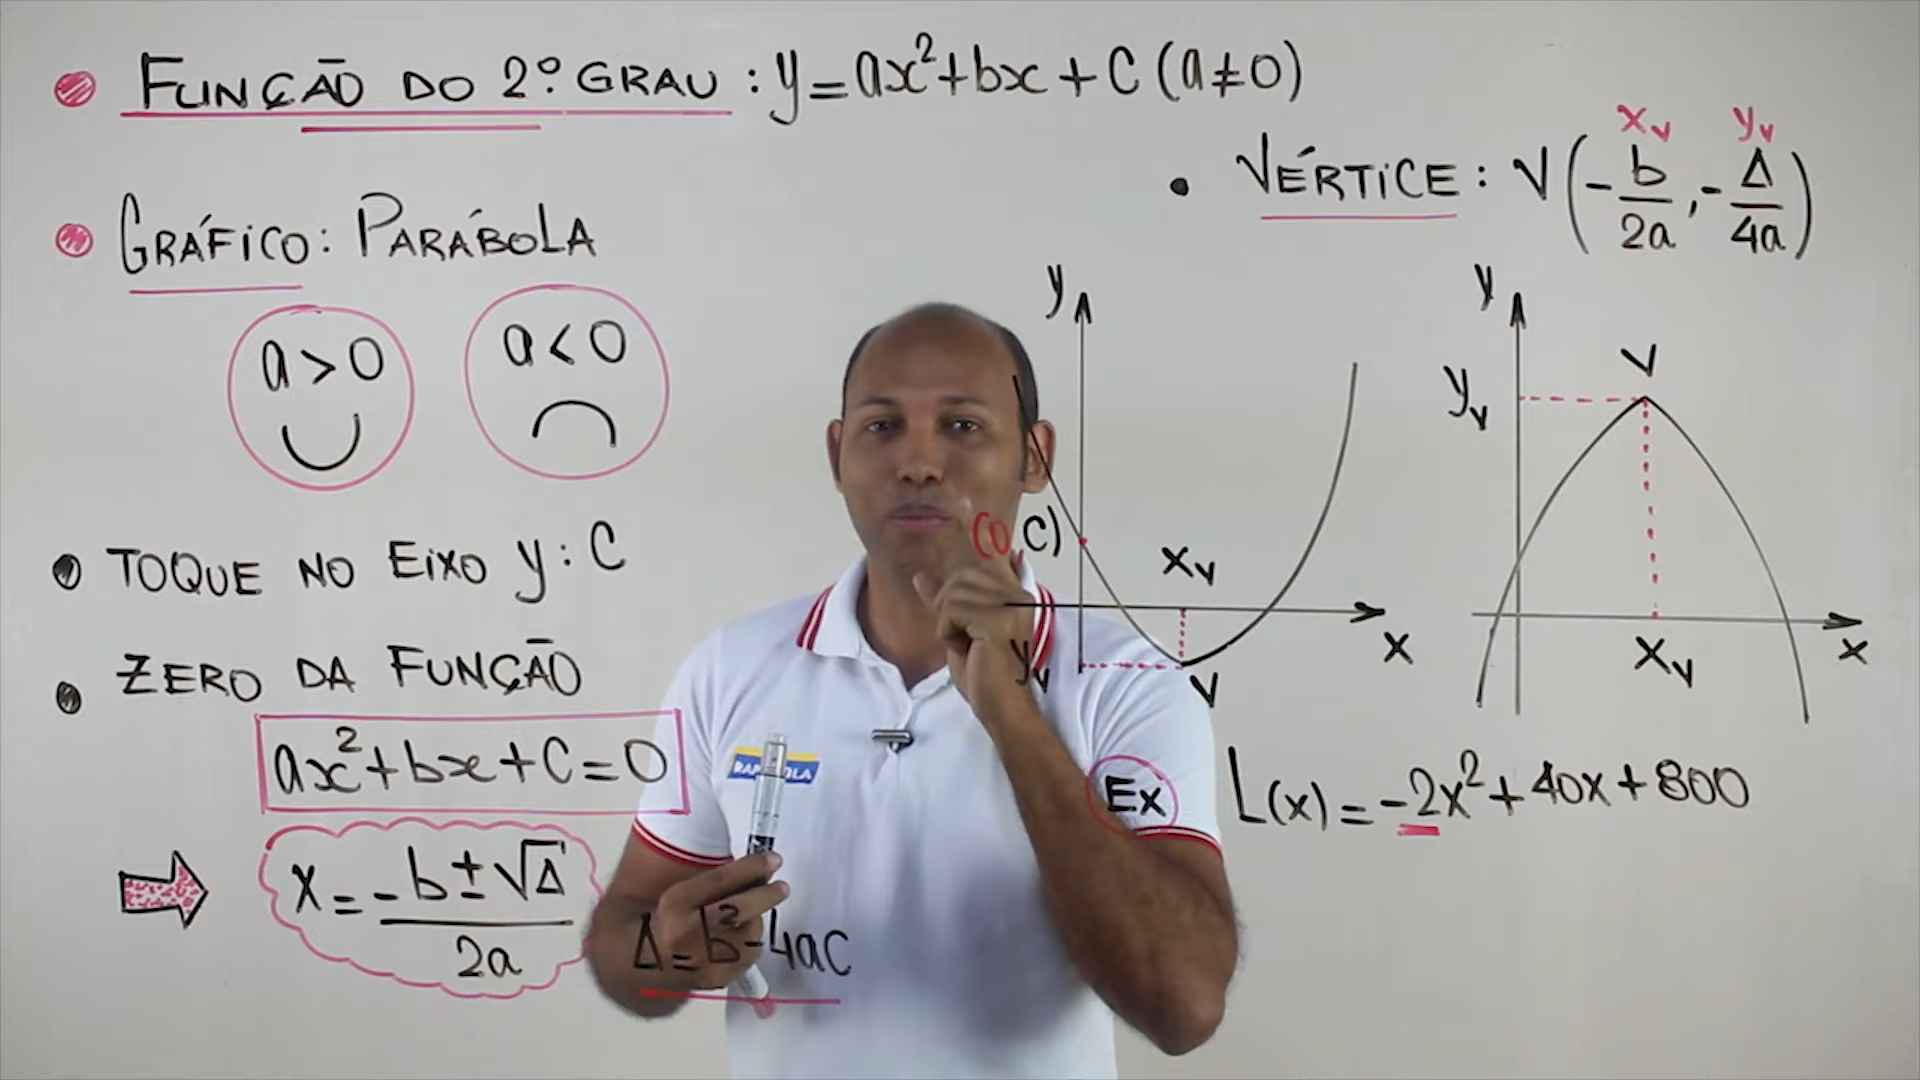 FUNÇÃO DO 2º GRAU : y = ax²+bx+C (a≠0)
GRÁFICO: PARÁBOLA
a>0
a<0
TOQUE NO EIXO y : C
ZERO DA FUNÇÃO
ax²+bx+C=0
x = -b±√Δ / 2a
Δ=b²-4aC
xv yv
• VÉRTICE: V(-b/2a, -Δ/4a)
y
(0,C)
xv
x
yv
V
y
V
yv
xv
x
Ex L(x) = -2x²+40x+800